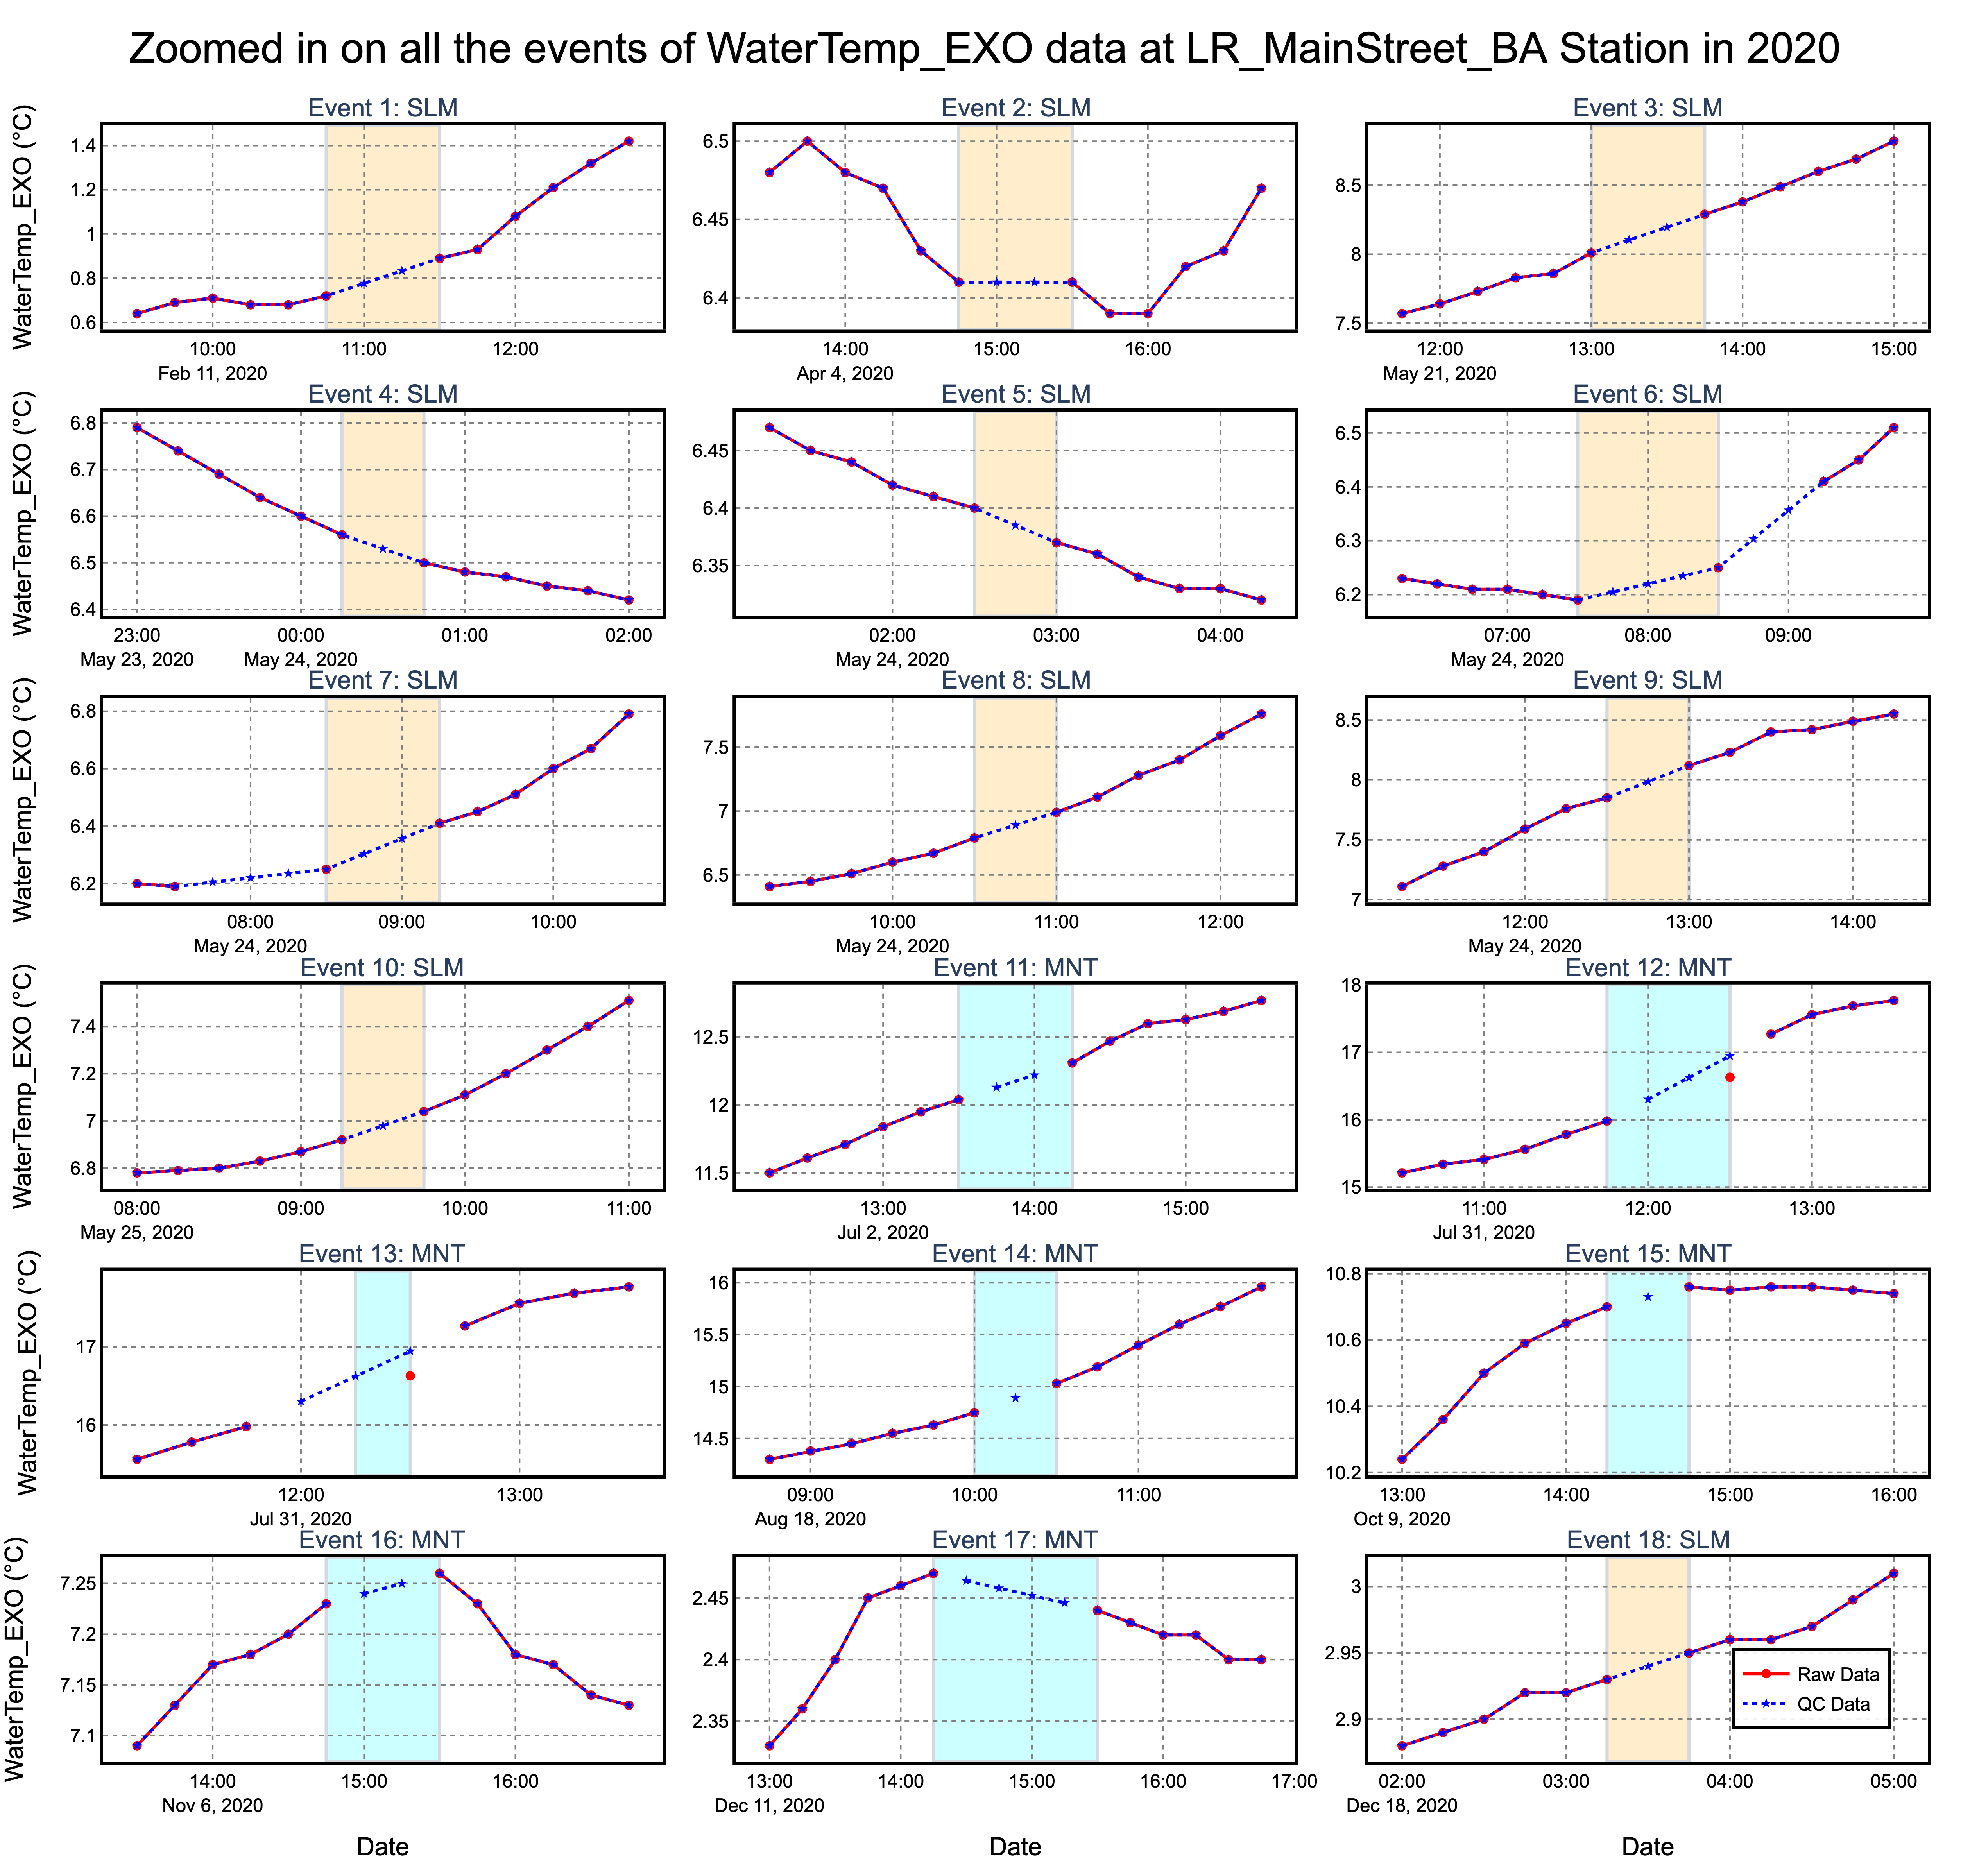 Zoomed in on all the events of WaterTemp_EXO data at LR_MainStreet_BA Station in 2020
Event 1: SLM
Event 2: SLM
Event 3: SLM
WaterTemp_EXO (°C)
1.4
1.2
1
0.8
0.6
10:00
11:00
12:00
Feb 11, 2020
6.5
6.45
6.4
14:00
15:00
16:00
Apr 4, 2020
8.5
8
7.5
12:00
13:00
14:00
15:00
May 21, 2020
Event 4: SLM
Event 5: SLM
Event 6: SLM
WaterTemp_EXO (°C)
6.8
6.7
6.6
6.5
6.4
23:00
00:00
01:00
02:00
May 23, 2020
May 24, 2020
6.45
6.4
6.35
02:00
03:00
04:00
May 24, 2020
6.5
6.4
6.3
6.2
07:00
08:00
09:00
May 24, 2020
Event 7: SLM
Event 8: SLM
Event 9: SLM
WaterTemp_EXO (°C)
6.8
6.6
6.4
6.2
08:00
09:00
10:00
May 24, 2020
7.5
7
6.5
10:00
11:00
12:00
May 24, 2020
8.5
8
7.5
7
12:00
13:00
14:00
May 24, 2020
Event 10: SLM
Event 11: MNT
Event 12: MNT
WaterTemp_EXO (°C)
7.4
7.2
7
6.8
08:00
09:00
10:00
11:00
May 25, 2020
12.5
12
11.5
13:00
14:00
15:00
Jul 2, 2020
18
17
16
15
11:00
12:00
13:00
Jul 31, 2020
Event 13: MNT
Event 14: MNT
Event 15: MNT
WaterTemp_EXO (°C)
17
16
12:00
13:00
Jul 31, 2020
16
15.5
15
14.5
09:00
10:00
11:00
Aug 18, 2020
10.8
10.6
10.4
10.2
13:00
14:00
15:00
16:00
Oct 9, 2020
Event 16: MNT
Event 17: MNT
Event 18: SLM
WaterTemp_EXO (°C)
7.25
7.2
7.15
7.1
14:00
15:00
16:00
Nov 6, 2020
2.45
2.4
2.35
13:00
14:00
15:00
16:00
17:00
Dec 11, 2020
3
2.95
2.9
02:00
03:00
04:00
05:00
Dec 18, 2020
Raw Data
QC Data
Date
Date
Date